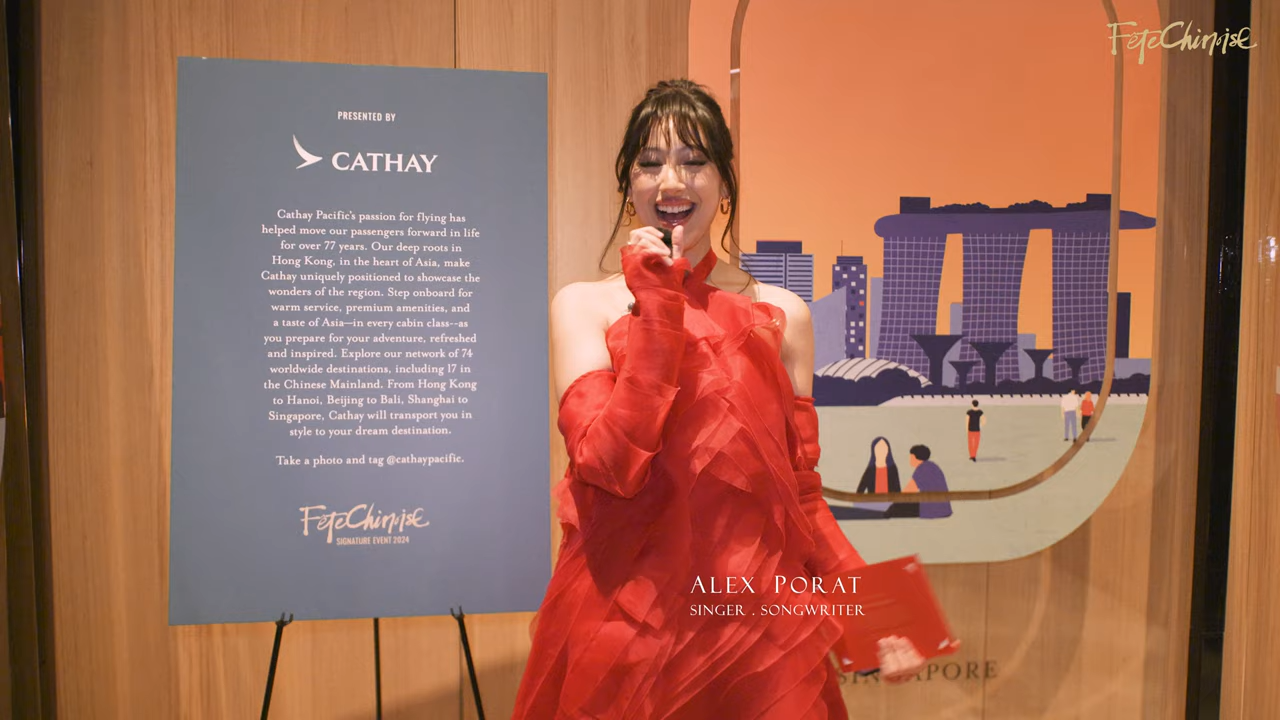 FêteChinoise
PRESENTED BY
CATHAY
Cathay Pacific's passion for flying has
helped move our passengers forward in life
for over 77 years. Our deep roots in
Hong Kong, in the heart of Asia, make
Cathay uniquely positioned to showcase the
wonders of the region. Step onboard for
warm service, premium amenities, and
a taste of Asia—in every cabin class--as
you prepare for your adventure, refreshed
and inspired. Explore our network of 74
worldwide destinations, including 17 in
the Chinese Mainland. From Hong Kong
to Hanoi, Beijing to Bali, Shanghai to
Singapore, Cathay will transport you in
style to your dream destination.
Take a photo and tag @cathaypacific.
FêteChinoise
SIGNATURE EVENT 2024
ALEX PORAT
SINGER . SONGWRITER
SINGAPORE